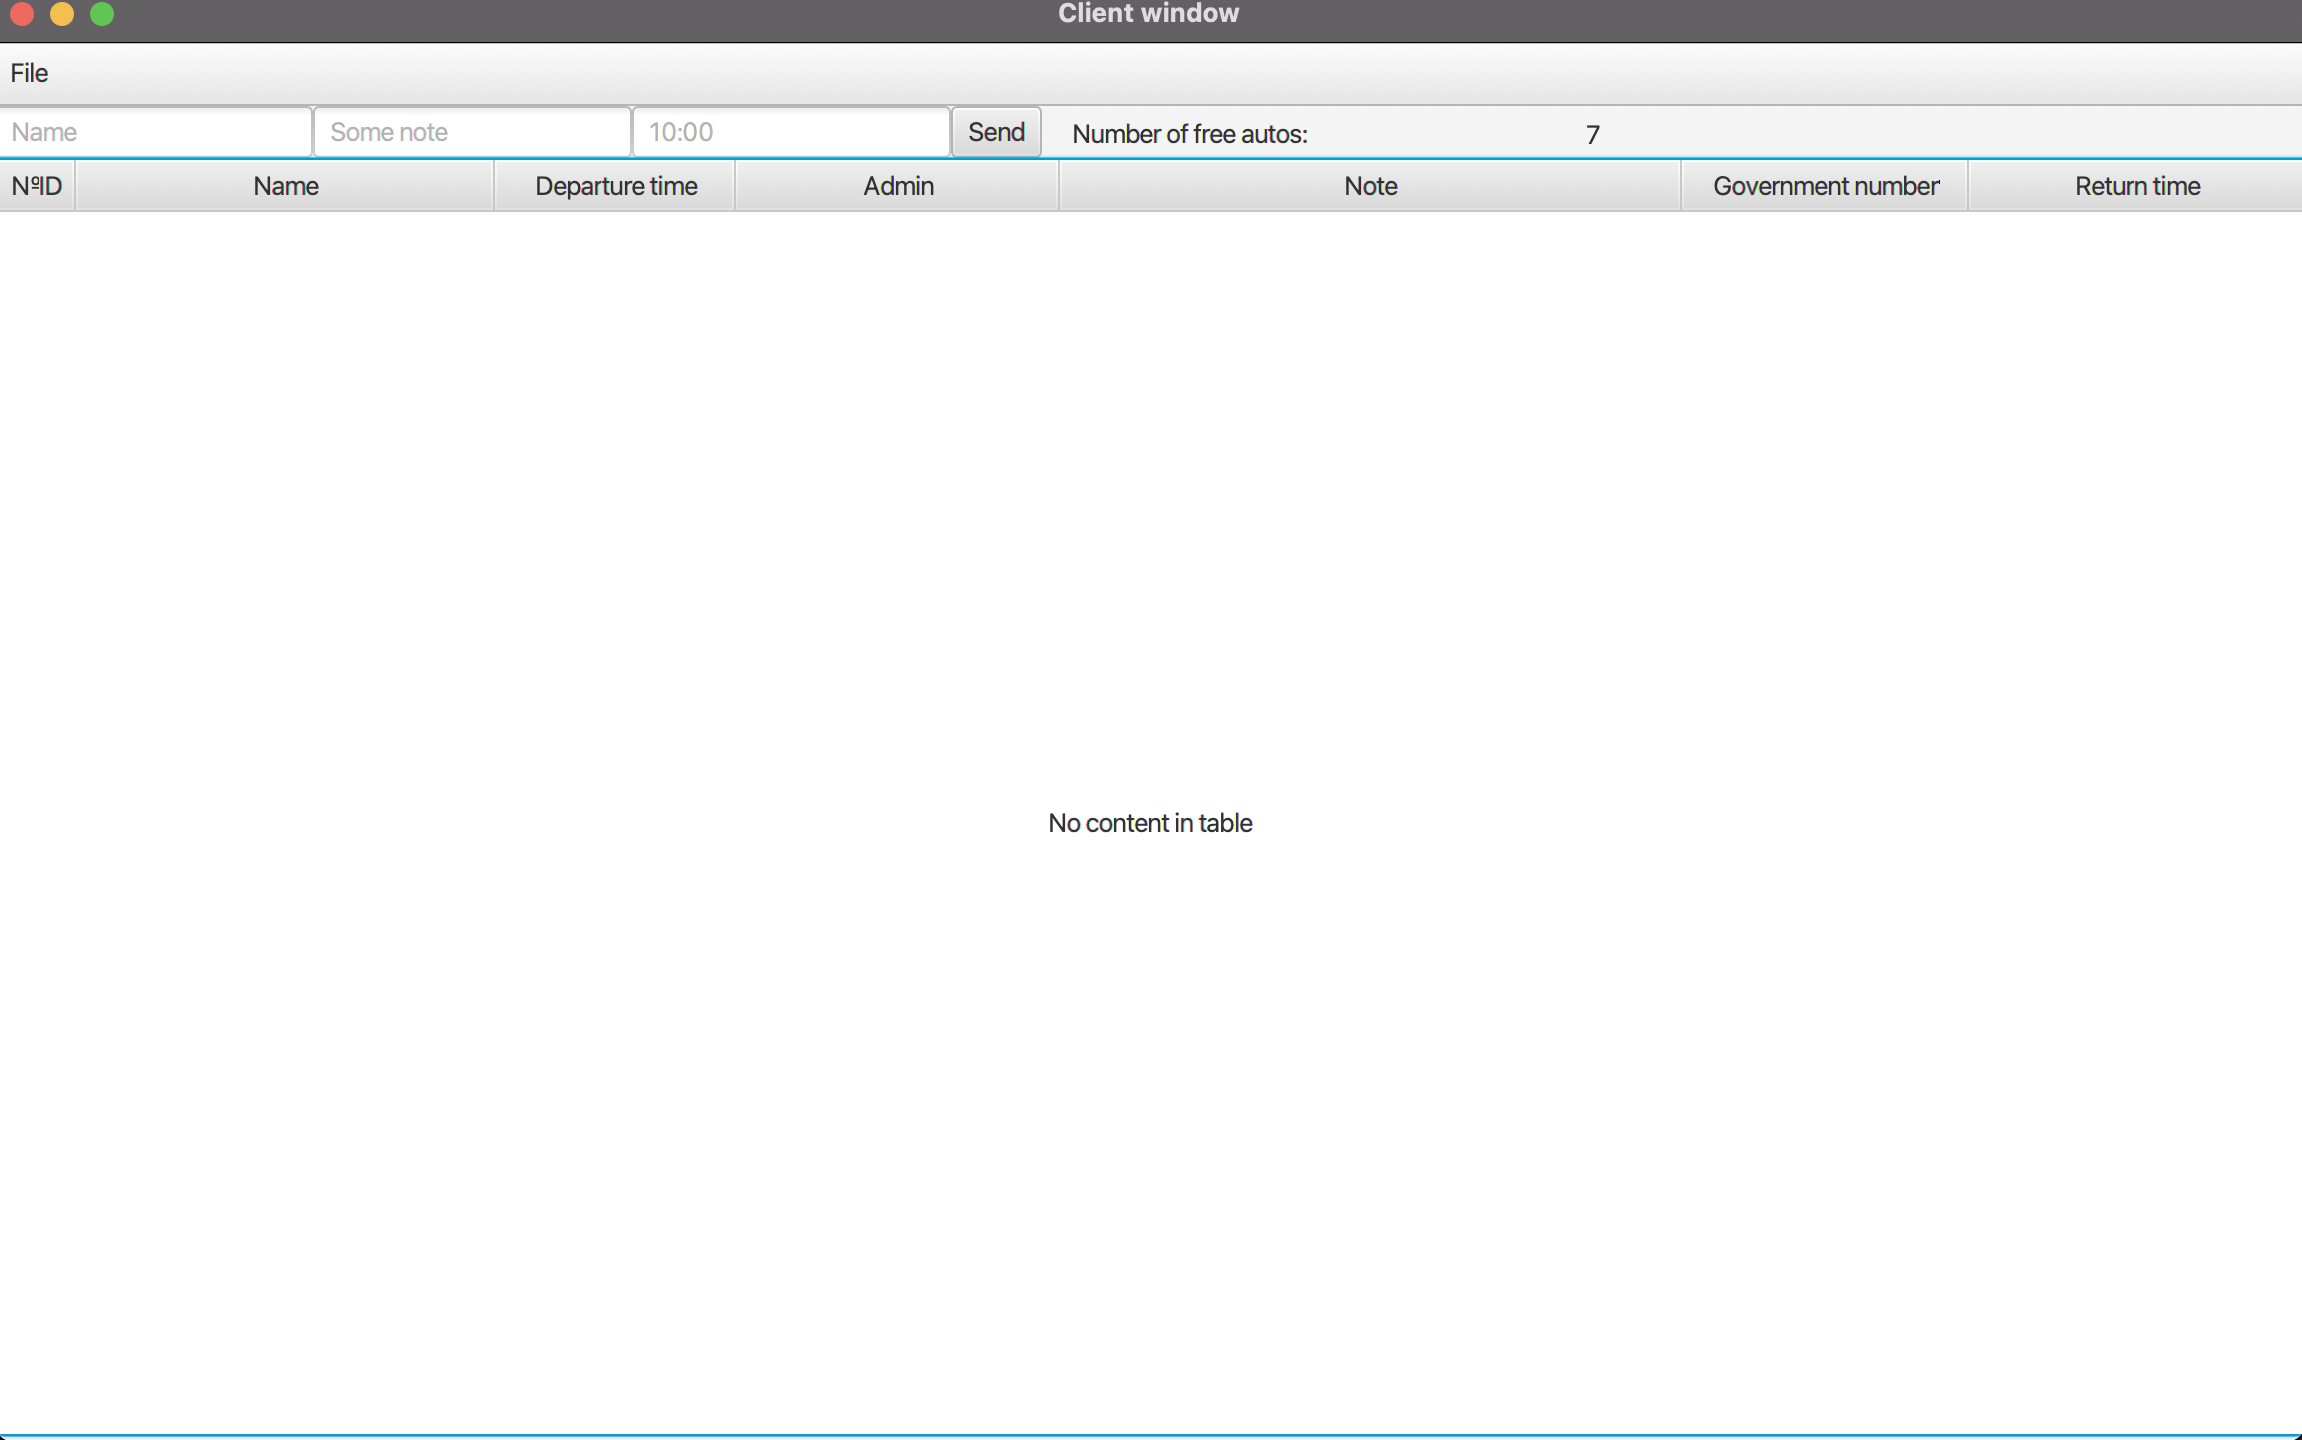 Client window
File
Name Some note 10:00 Send Number of free autos: 7
NºID Name Departure time Admin Note Government number Return time
No content in table